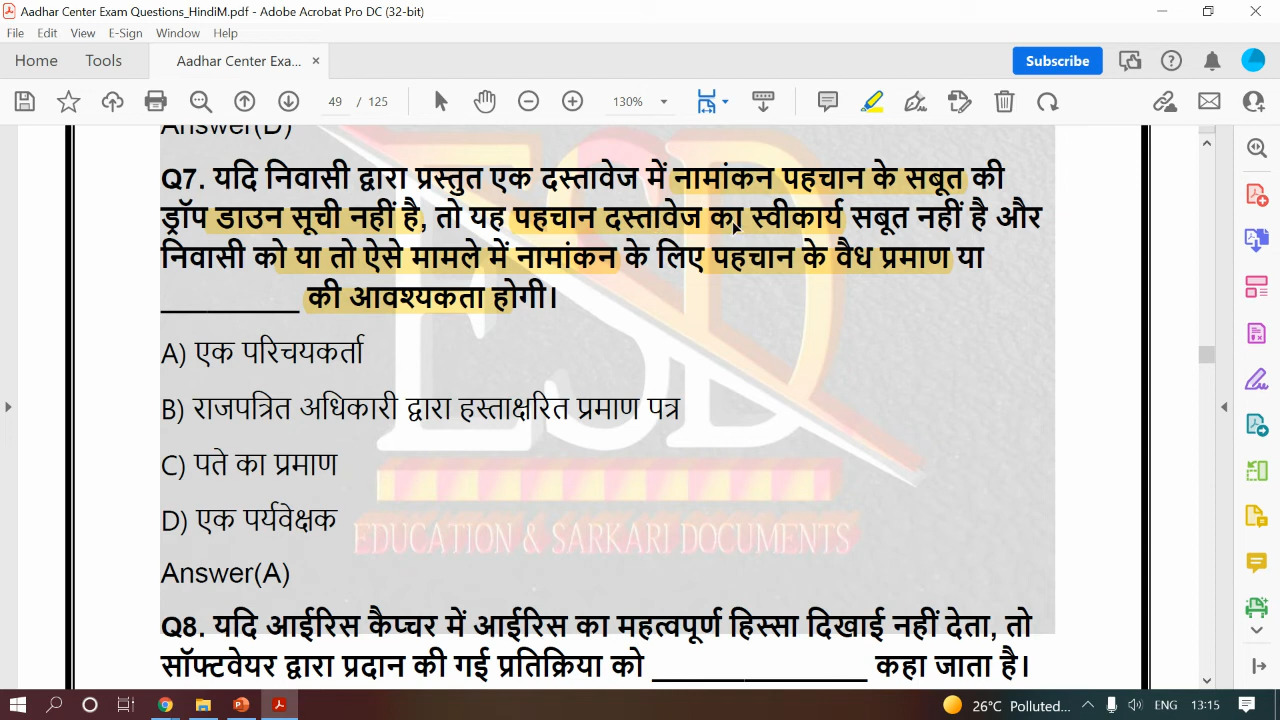 Aadhar Center Exam Questions_HindiM.pdf - Adobe Acrobat Pro DC (32-bit)
File Edit View E-Sign Window Help
Home Tools Aadhar Center Exa... × Subscribe
49 / 125 130%
Answer(D)
Q7. यदि निवासी द्वारा प्रस्तुत एक दस्तावेज में नामांकन पहचान के सबूत की
ड्रॉप डाउन सूची नहीं है, तो यह पहचान दस्तावेज का स्वीकार्य सबूत नहीं है और
निवासी को या तो ऐसे मामले में नामांकन के लिए पहचान के वैध प्रमाण या
__________ की आवश्यकता होगी।
A) एक परिचयकर्ता
B) राजपत्रित अधिकारी द्वारा हस्ताक्षरित प्रमाण पत्र
C) पते का प्रमाण
D) एक पर्यवेक्षक
ESD
EDUCATION & SARKARI DOCUMENTS
Answer(A)
Q8. यदि आईरिस कैप्चर में आईरिस का महत्वपूर्ण हिस्सा दिखाई नहीं देता, तो
सॉफ्टवेयर द्वारा प्रदान की गई प्रतिक्रिया को _______________ कहा जाता है।
26°C Polluted... ENG 13:15